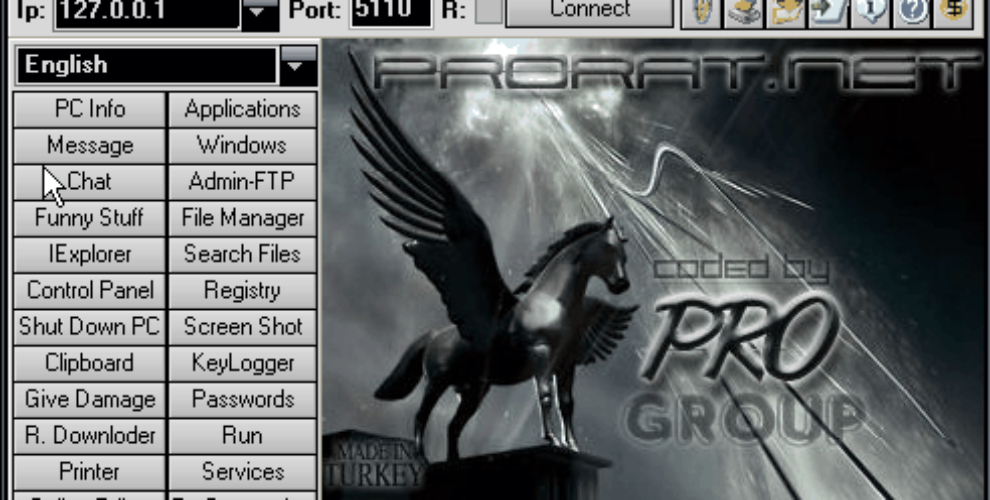 Ip: 127.0.0.1 Port: 5110 R: Connect
PRORAT.NET
English
PC Info Applications
Message Windows
Chat Admin-FTP
Funny Stuff File Manager
!Explorer Search Files
Control Panel Registry
Shut Down PC Screen Shot
Clipboard KeyLogger
Give Damage Passwords
R. Downloder Run
Printer Services
coded by
PRO
GROUP
MADE IN
TURKEY